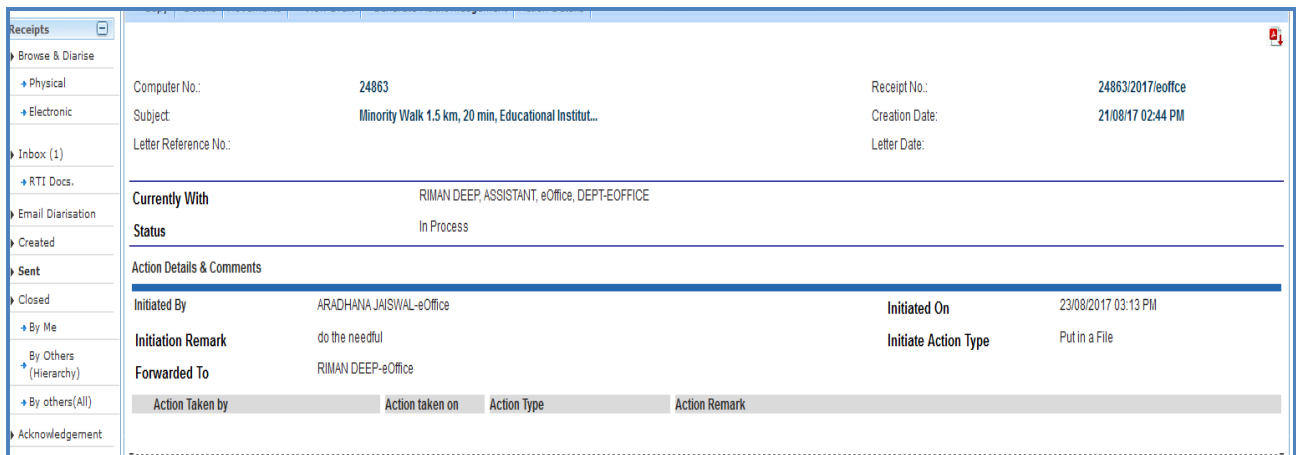 Receipts
Browse & Diarise
Physical
Electronic
Inbox (1)
RTI Docs.
Email Diarisation
Created
Sent
Closed
By Me
By Others
(Hierarchy)
By others(All)
Acknowledgement
Computer No.: 24863 Receipt No.: 24863/2017/eoffce
Subject: Minority Walk 1.5 km, 20 min, Educational Institut... Creation Date: 21/08/17 02:44 PM
Letter Reference No.: Letter Date:
Currently With RIMAN DEEP, ASSISTANT, eOffice, DEPT-EOFFICE
Status In Process
Action Details & Comments
Initiated By ARADHANA JAISWAL-eOffice Initiated On 23/08/2017 03:13 PM
Initiation Remark do the needful Initiate Action Type Put in a File
Forwarded To RIMAN DEEP-eOffice
Action Taken by Action taken on Action Type Action Remark